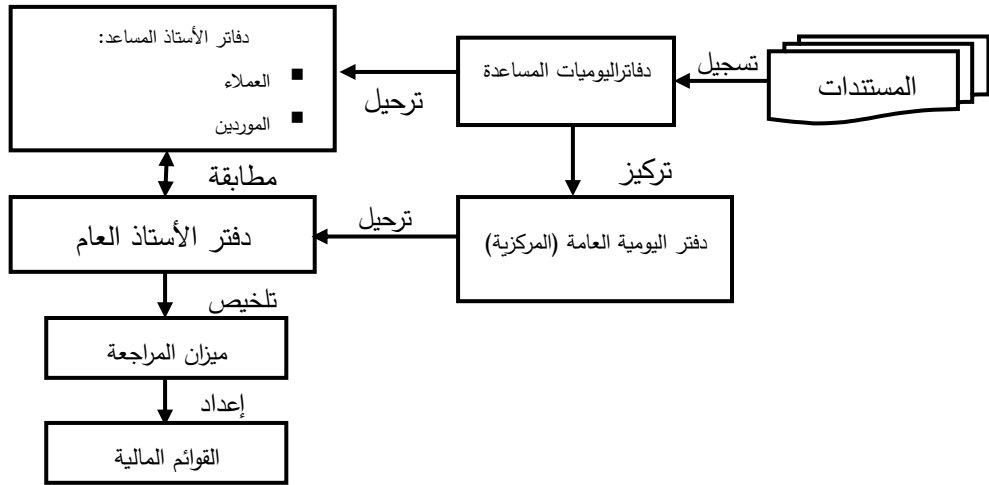 المستندات
تسجيل
دفاتراليوميات المساعدة
ترحيل
دفاتر الأستاذ المساعد:
■ العملاء
■ الموردين
تركيز
مطابقة
دفتر اليومية العامة (المركزية)
ترحيل
دفتر الأستاذ العام
تلخيص
ميزان المراجعة
إعداد
القوائم المالية